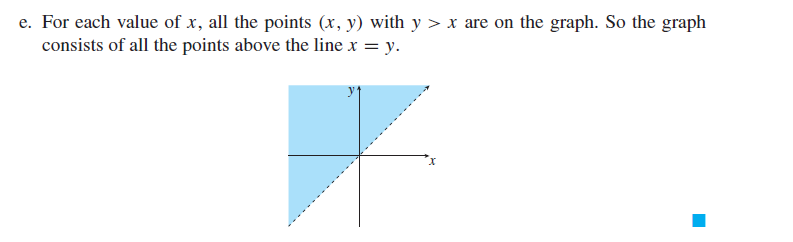 e. For each value of x, all the points (x, y) with y > x are on the graph. So the graph
consists of all the points above the line x = y.
y
x